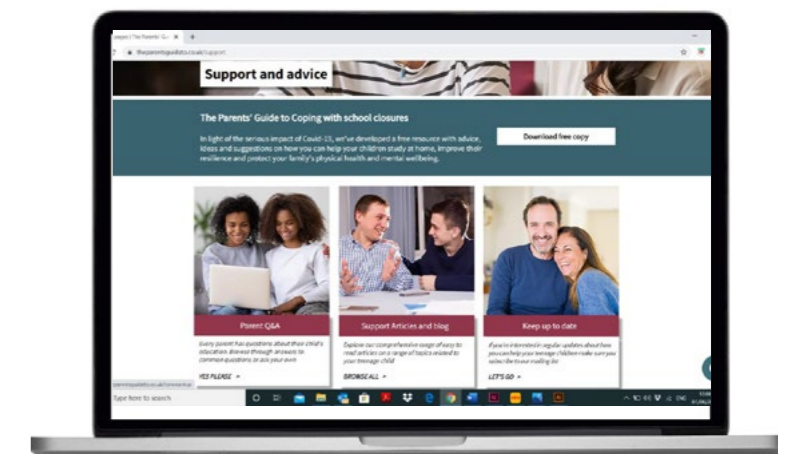 theparentsguideto.co.uk/support
Support and advice
The Parents' Guide to Coping with school closures
In light of the serious impact of Covid-19, we've developed a free resource with advice,
ideas and suggestions on how you can help your children study at home, improve their
resilience and protect your family's physical health and mental wellbeing.
Download free copy
Parent Q&A
Every parent has questions about their child's
education. Browse through answers to
common questions or ask your own
YES PLEASE »
Support Articles and blog
Explore our comprehensive range of easy to
read articles on a range of topics related to
your teenage child
BROWSE ALL »
Keep up to date
If you're interested in regular updates about how
you can help your teenage children make sure you
subscribe to our mailing list
LET'S GO »
Type here to search
ENG